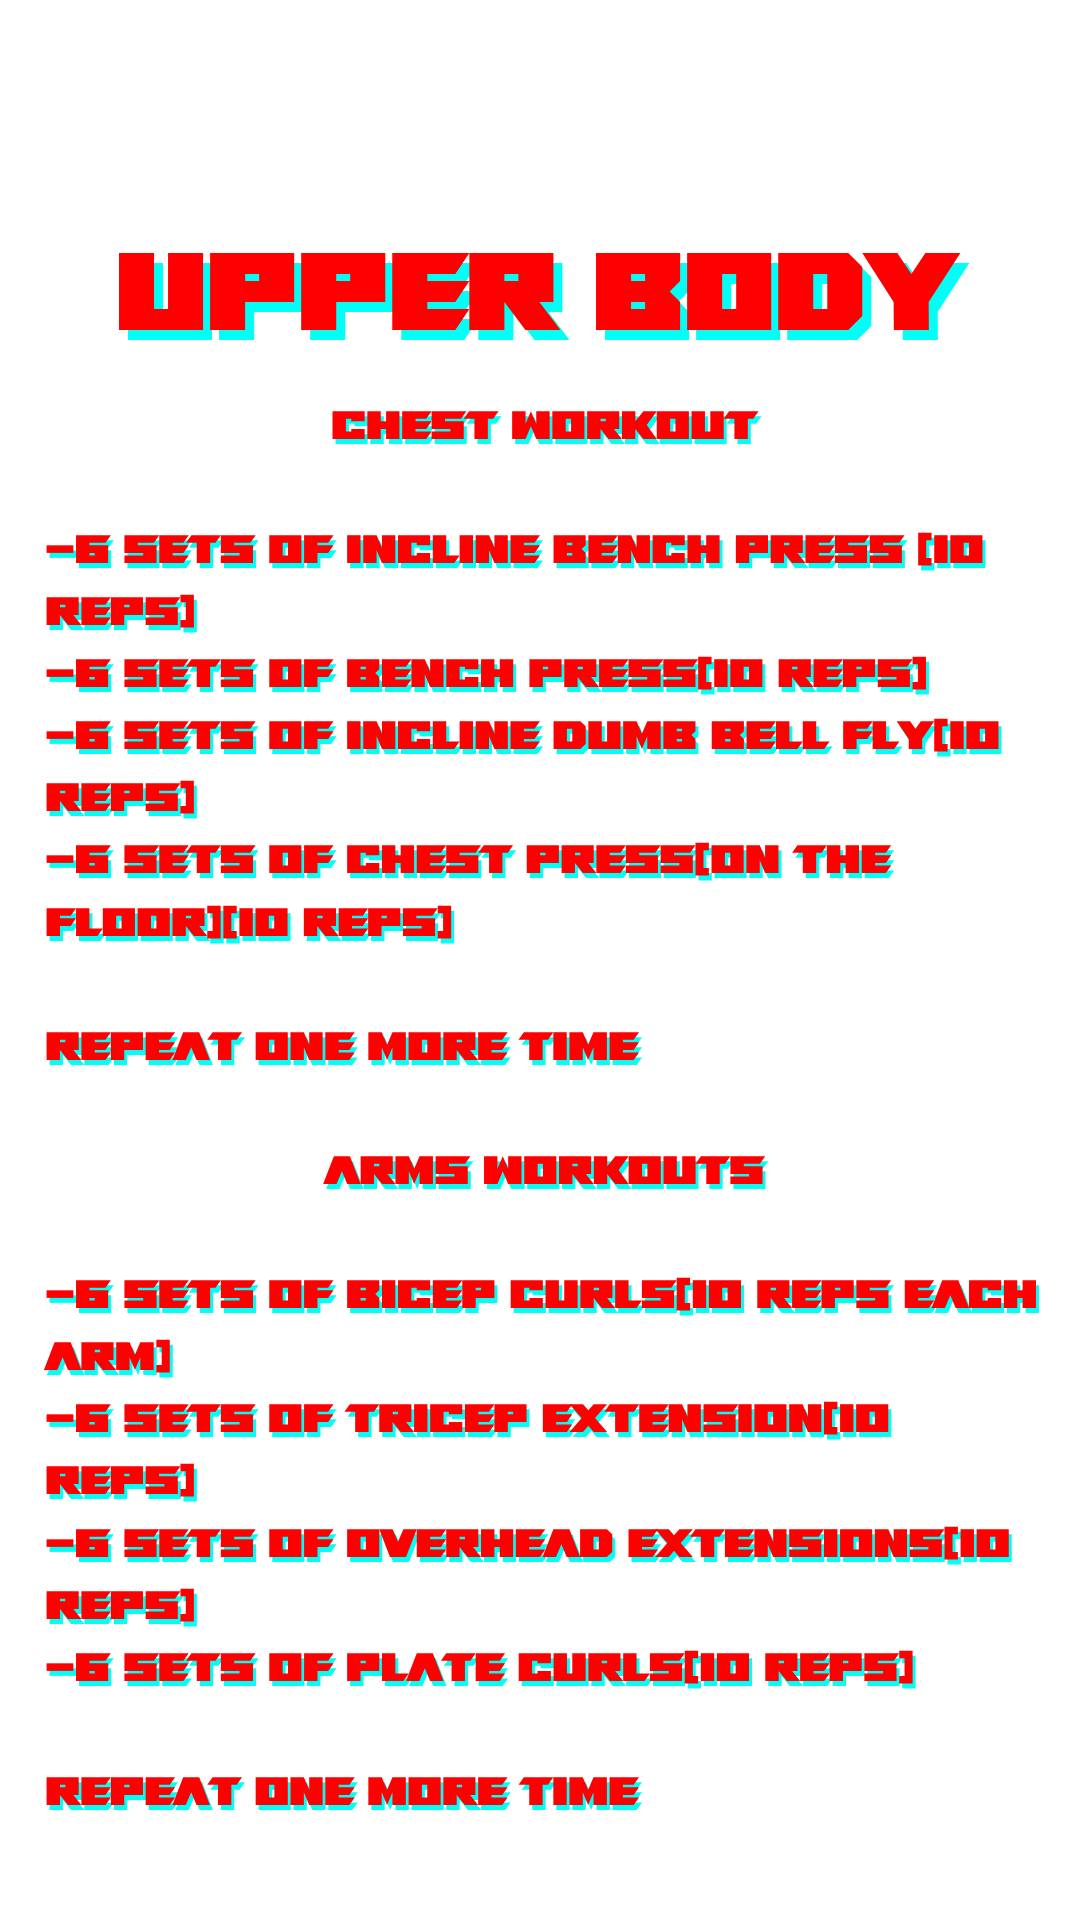 UPPER BODY
CHEST WORKOUT
-6 SETS OF INCLINE BENCH PRESS [10
REPS]
-6 SETS OF BENCH PRESS[10 REPS]
-6 SETS OF INCLINE DUMB BELL FLY[10
REPS]
-6 SETS OF CHEST PRESS[ON THE
FLOOR][10 REPS]
REPEAT ONE MORE TIME
ARMS WORKOUTS
-6 SETS OF BICEP CURLS[10 REPS EACH
ARM]
-6 SETS OF TRICEP EXTENSION[10
REPS]
-6 SETS OF OVERHEAD EXTENSIONS[10
REPS]
-6 SETS OF PLATE CURLS[10 REPS]
REPEAT ONE MORE TIME